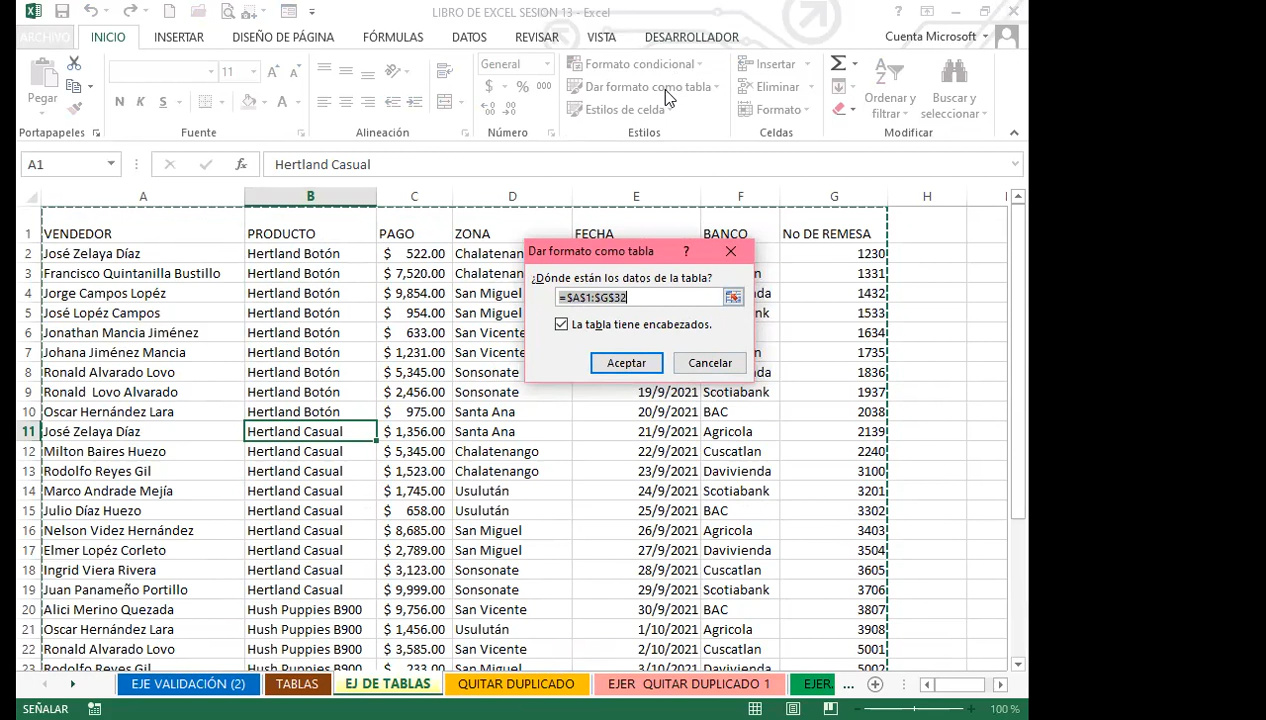 LIBRO DE EXCEL SESION 13 - Excel
ARCHIVO INICIO INSERTAR DISEÑO DE PÁGINA FÓRMULAS DATOS REVISAR VISTA DESARROLLADOR Cuenta Microsoft
Pegar
Portapapeles
11
N K S
Fuente
Alineación
General
$ % 000
Número
Formato condicional
Dar formato como tabla
Estilos de celda
Estilos
Insertar
Eliminar
Formato
Celdas
Ordenar y filtrar
Buscar y seleccionar
Modificar
A1 fx Hertland Casual
A B C D E F G H
1 VENDEDOR PRODUCTO PAGO ZONA FECHA BANCO No DE REMESA
2 José Zelaya Díaz Hertland Botón $ 522.00 1230
3 Francisco Quintanilla Bustillo Hertland Botón $ 7,520.00 1331
4 Jorge Campos Lopéz Hertland Botón $ 9,854.00 San Miguel 1432
5 José Lopéz Campos Hertland Botón $ 954.00 San Miguel 1533
6 Jonathan Mancia Jiménez Hertland Botón $ 633.00 San Vicente 1634
7 Johana Jiménez Mancia Hertland Botón $ 1,231.00 San Vicente 1735
8 Ronald Alvarado Lovo Hertland Botón $ 5,345.00 Sonsonate 1836
9 Ronald Lovo Alvarado Hertland Botón $ 2,456.00 Sonsonate 19/9/2021 Scotiabank 1937
10 Oscar Hernández Lara Hertland Botón $ 975.00 Santa Ana 20/9/2021 BAC 2038
11 José Zelaya Díaz Hertland Casual $ 1,356.00 Santa Ana 21/9/2021 Agricola 2139
12 Milton Baires Huezo Hertland Casual $ 5,345.00 Chalatenango 22/9/2021 Cuscatlan 2240
13 Rodolfo Reyes Gil Hertland Casual $ 1,523.00 Chalatenango 23/9/2021 Davivienda 3100
14 Marco Andrade Mejía Hertland Casual $ 1,745.00 Usulután 24/9/2021 Scotiabank 3201
15 Julio Díaz Huezo Hertland Casual $ 658.00 Usulután 25/9/2021 BAC 3302
16 Nelson Videz Hernández Hertland Casual $ 8,685.00 San Miguel 26/9/2021 Agricola 3403
17 Elmer Lopéz Corleto Hertland Casual $ 2,789.00 San Miguel 27/9/2021 Davivienda 3504
18 Ingrid Viera Rivera Hertland Casual $ 3,123.00 Sonsonate 28/9/2021 Cuscatlan 3605
19 Juan Panameño Portillo Hertland Casual $ 9,999.00 Sonsonate 29/9/2021 Scotiabank 3706
20 Alici Merino Quezada Hush Puppies B900 $ 9,756.00 San Vicente 30/9/2021 BAC 3807
21 Oscar Hernández Lara Hush Puppies B900 $ 1,456.00 Usulután 1/10/2021 Agricola 3908
22 Ronald Alvarado Lovo Hush Puppies B900 $ 3,585.00 San Vicente 2/10/2021 Cuscatlan 5001
23 Rodolfo Reyes Gil Hush Puppies B900 $ 233.00 San Miguel 3/10/2021 Davivienda 5002
Dar formato como tabla ?
¿Dónde están los datos de la tabla?
=$A$1:$G$32
La tabla tiene encabezados.
Aceptar Cancelar
EJE VALIDACIÓN (2) TABLAS EJ DE TABLAS QUITAR DUPLICADO EJER QUITAR DUPLICADO 1 EJER. ...
SEÑALAR 100 %